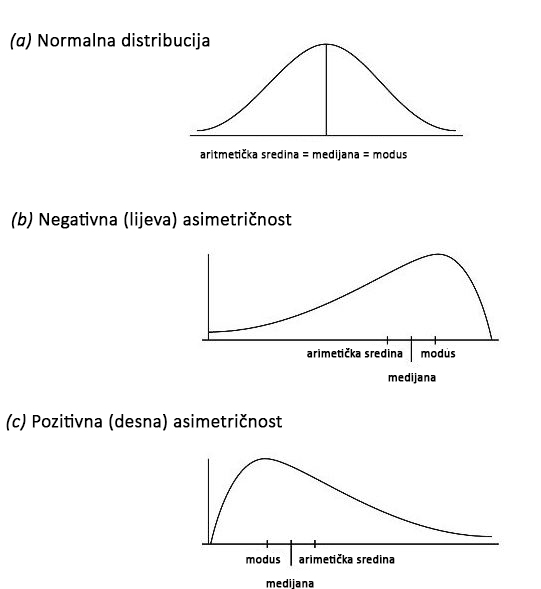 (a) Normalna distribucija
aritmetička sredina = medijana = modus
(b) Negativna (lijeva) asimetričnost
arimetička sredina modus
medijana
(c) Pozitivna (desna) asimetričnost
modus arimetička sredina
medijana